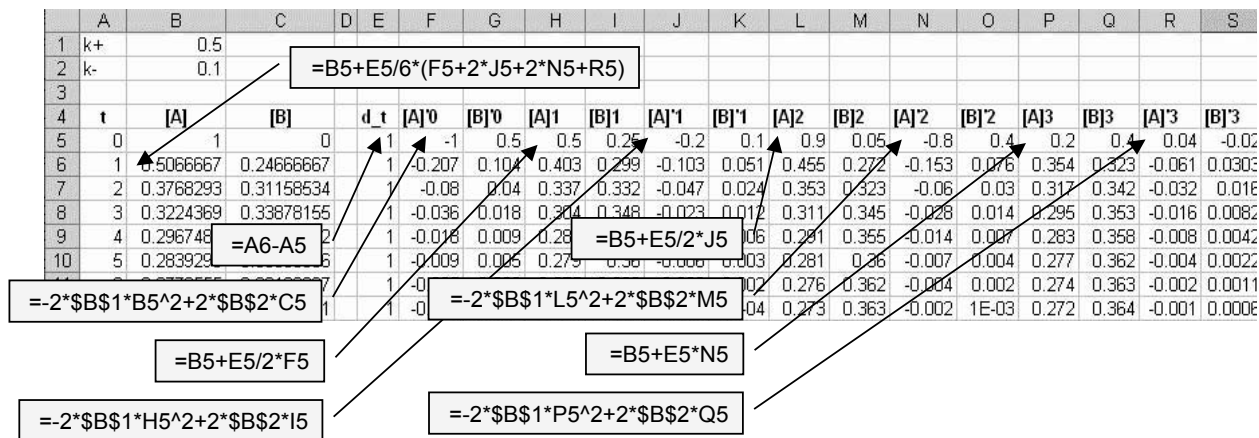 A B C D E F G H I J K L M N O P Q R S
1 k+ 0.5
2 k- 0.1
=B5+E5/6*(F5+2*J5+2*N5+R5)
3
4 t [A] [B] d_t [A]'0 [B]'0 [A]1 [B]1 [A]'1 [B]'1 [A]2 [B]2 [A]'2 [B]'2 [A]3 [B]3 [A]'3 [B]'3
5 0 1 0 1 -1 0.5 0.5 0.25 -0.2 0.1 0.9 0.05 -0.8 0.4 0.2 0.4 0.04 -0.02
6 1 0.5066667 0.24666667 1 -0.207 0.104 0.403 0.299 -0.103 0.051 0.455 0.272 -0.153 0.076 0.354 0.323 -0.061 0.0303
7 2 0.3768293 0.31158534 1 -0.08 0.04 0.337 0.332 -0.047 0.024 0.353 0.323 -0.06 0.03 0.317 0.342 -0.032 0.016
8 3 0.3224369 0.33878155 1 -0.036 0.018 0.304 0.348 -0.023 0.012 0.311 0.345 -0.028 0.014 0.295 0.353 -0.016 0.0082
9 4 1 -0.018 0.009 0.291 0.355 -0.014 0.007 0.283 0.358 -0.008 0.0042
=A6-A5
=B5+E5/2*J5
10 5 1 -0.009 0.005 0.279 0.36 0.003 0.281 0.36 -0.007 0.004 0.277 0.362 -0.004 0.0022
0.276 0.362 -0.004 0.002 0.274 0.363 -0.002 0.0011
=-2*$B$1*B5^2+2*$B$2*C5
=-2*$B$1*L5^2+2*$B$2*M5
1 0.273 0.363 -0.002 1E-03 0.272 0.364 -0.001 0.0006
=B5+E5/2*F5
=B5+E5*N5
=-2*$B$1*H5^2+2*$B$2*I5
=-2*$B$1*P5^2+2*$B$2*Q5